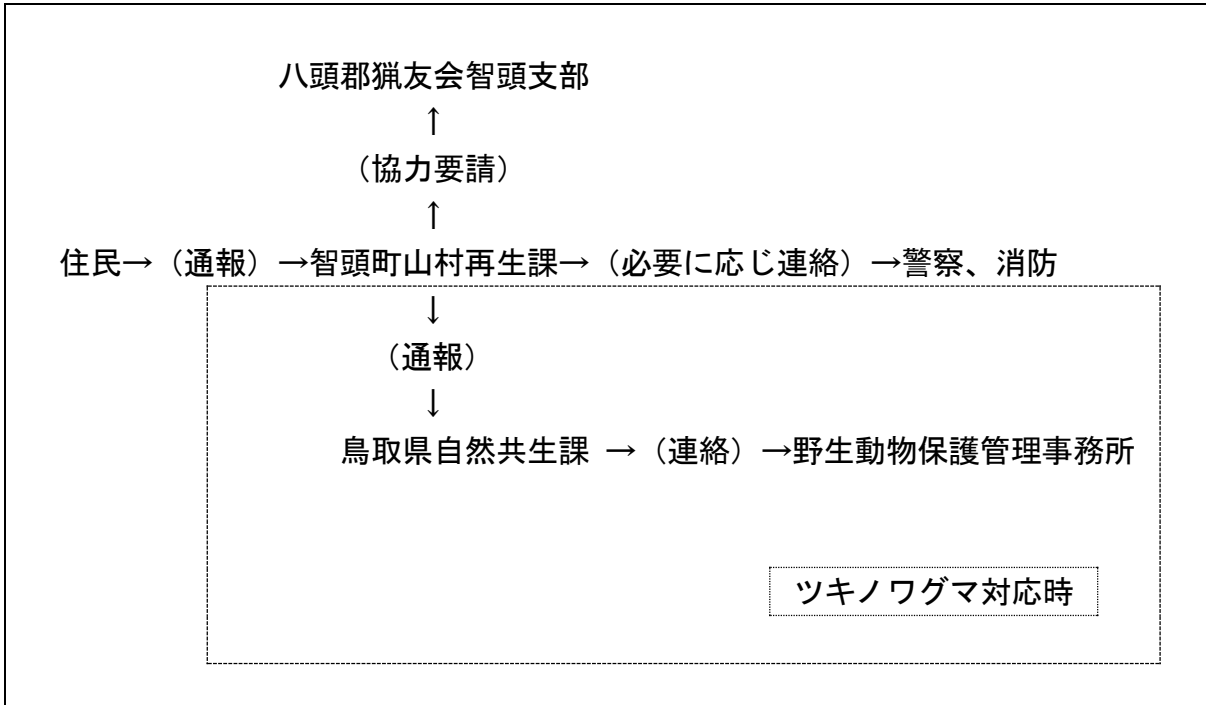 八頭郡猟友会智頭支部
↑
（協力要請）
↑
住民→（通報）→智頭町山村再生課→（必要に応じ連絡）→警察、消防
↓
（通報）
↓
鳥取県自然共生課 →（連絡）→野生動物保護管理事務所
ツキノワグマ対応時